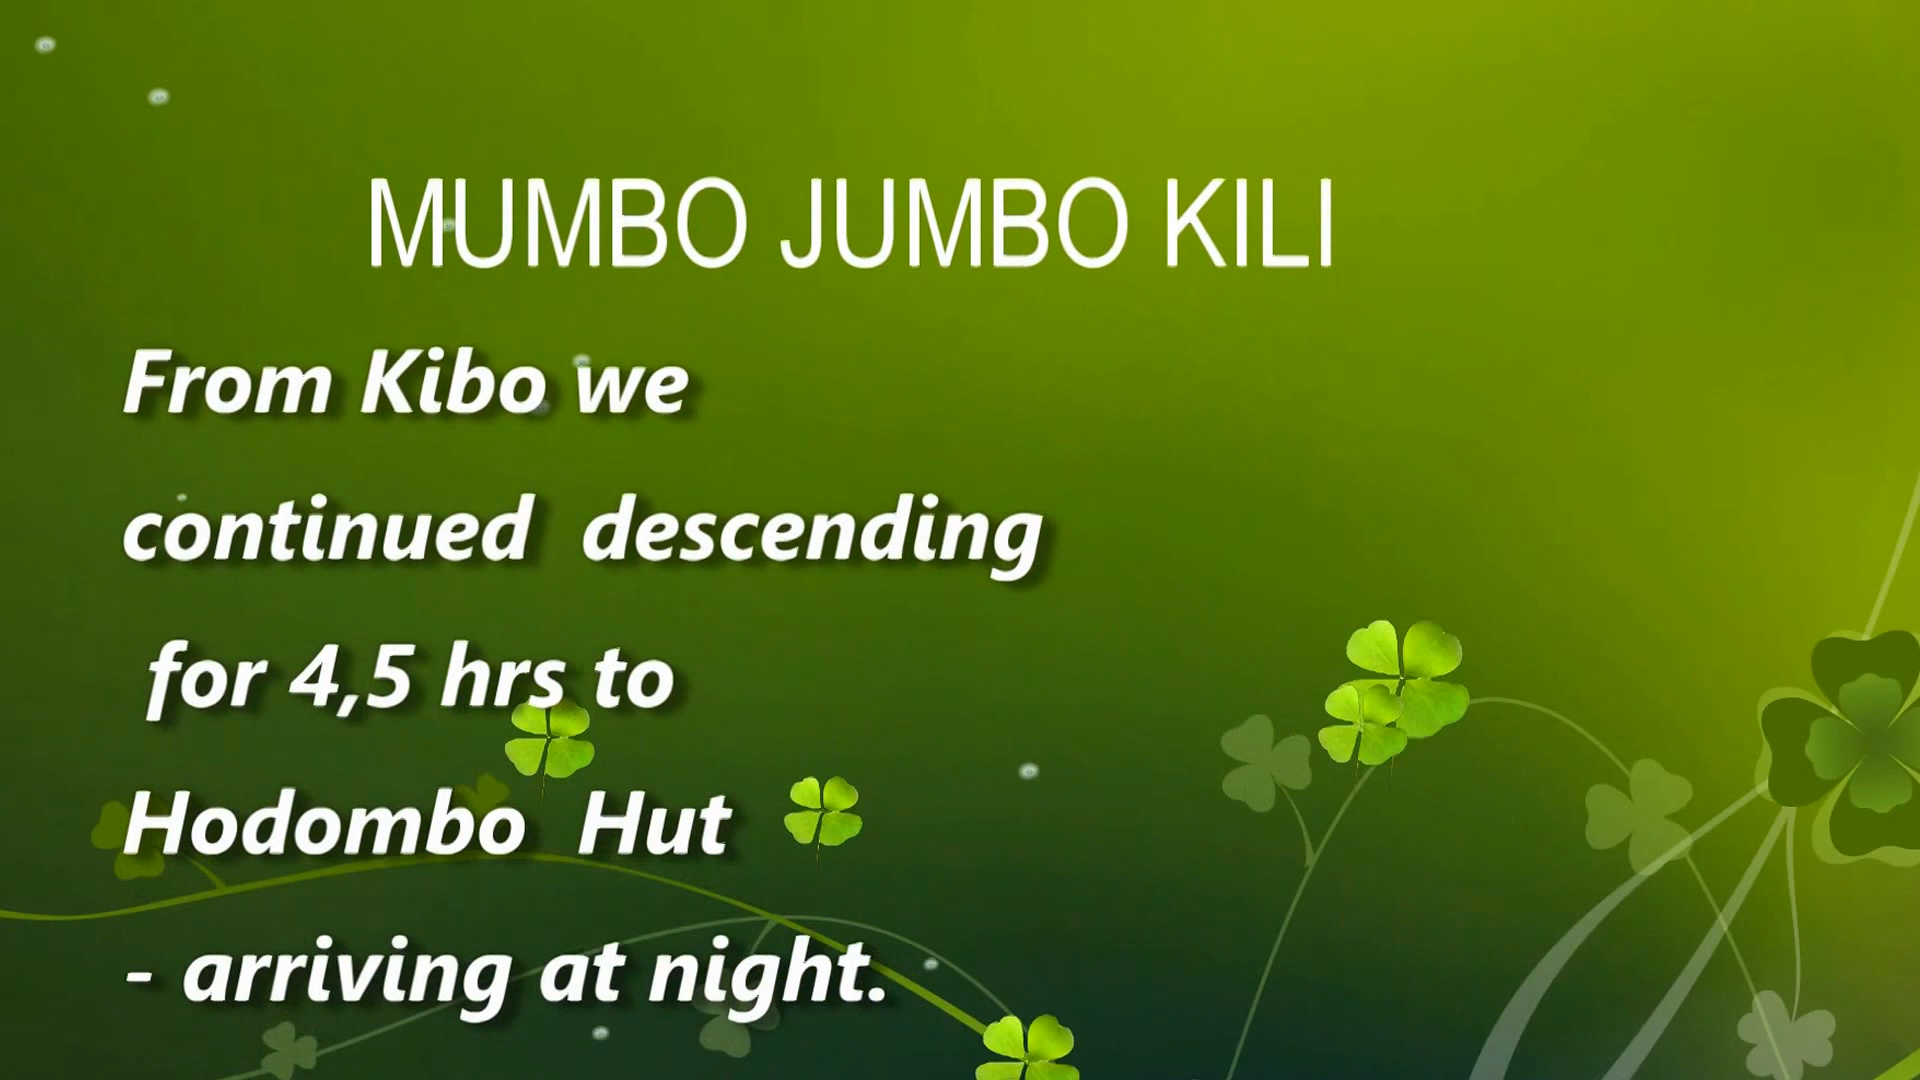 MUMBO JUMBO KILI
From Kibo we
continued descending
for 4,5 hrs to
Hodombo Hut
- arriving at night.